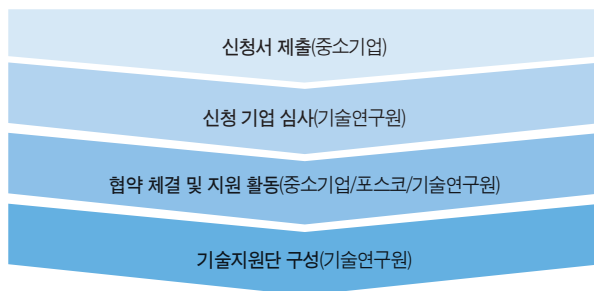 신청서 제출(중소기업)
신청 기업 심사(기술연구원)
협약 체결 및 지원 활동(중소기업/포스코/기술연구원)
기술지원단 구성(기술연구원)